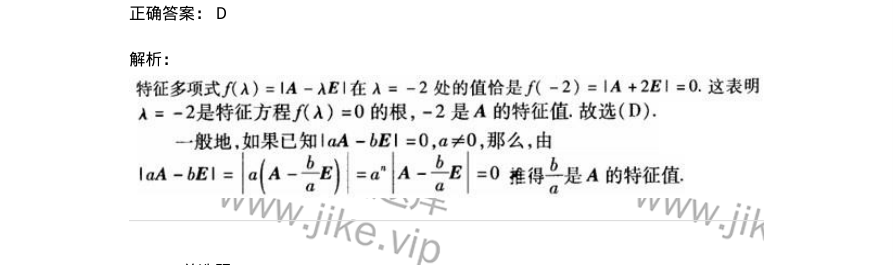 正确答案： D
解析：
特征多项式f(λ) = |A - λE|在 λ = -2 处的值恰是 f( -2) = |A + 2E| = 0. 这表明
λ = -2是特征方程f(λ) = 0 的根, -2 是 A 的特征值. 故选(D).
一般地,如果已知|aA - bE| = 0,a≠0,那么,由
|aA - bE| = |a(A - b/a E)| = aⁿ |A - b/a E| = 0 推得 b/a 是 A 的特征值.
www.jike.vip
www.jik